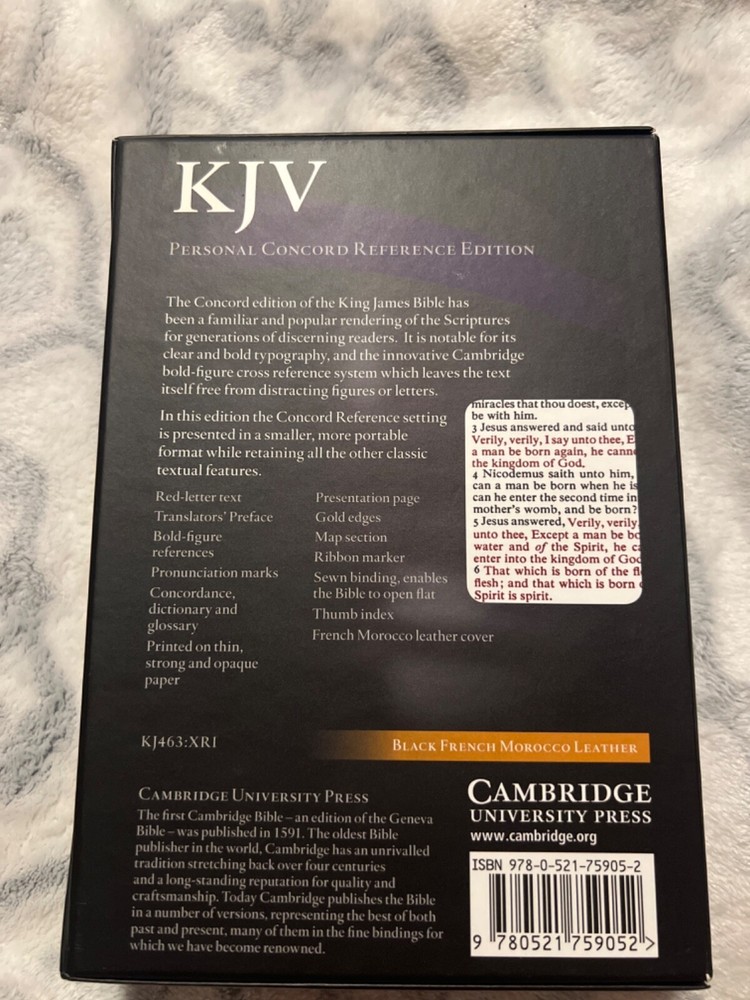 KJV
PERSONAL CONCORD REFERENCE EDITION
The Concord edition of the King James Bible has
been a familiar and popular rendering of the Scriptures
for generations of discerning readers. It is notable for its
clear and bold typography, and the innovative Cambridge
bold-figure cross reference system which leaves the text
itself free from distracting figures or letters.
In this edition the Concord Reference setting
is presented in a smaller, more portable
format while retaining all the other classic
textual features.
Red-letter text
Translators' Preface
Bold-figure
references
Pronunciation marks
Concordance,
dictionary and
glossary
Printed on thin,
strong and opaque
paper
Presentation page
Gold edges
Map section
Ribbon marker
Sewn binding, enables
the Bible to open flat
Thumb index
French Morocco leather cover
miracles that thou doest, excep
be with him.
3 Jesus answered and said unto
Verily, verily, I say unto thee, E
a man be born again, he canno
the kingdom of God.
4 Nicodemus saith unto him,
can a man be born when he is
can he enter the second time in
mother's womb, and be born?
5 Jesus answered, Verily, verily
unto thee, Except a man be bo
water and of the Spirit, he ca
enter into the kingdom of God
6 That which is born of the fl
flesh; and that which is born
Spirit is spirit.
KJ463:XRI
BLACK FRENCH MOROCCO LEATHER
CAMBRIDGE UNIVERSITY PRESS
The first Cambridge Bible – an edition of the Geneva
Bible – was published in 1591. The oldest Bible
publisher in the world, Cambridge has an unrivalled
tradition stretching back over four centuries
and a long-standing reputation for quality and
craftsmanship. Today Cambridge publishes the Bible
in a number of versions, representing the best of both
past and present, many of them in the fine bindings for
which we have become renowned.
CAMBRIDGE
UNIVERSITY PRESS
www.cambridge.org
ISBN 978-0-521-75905-2
9 780521 759052 >